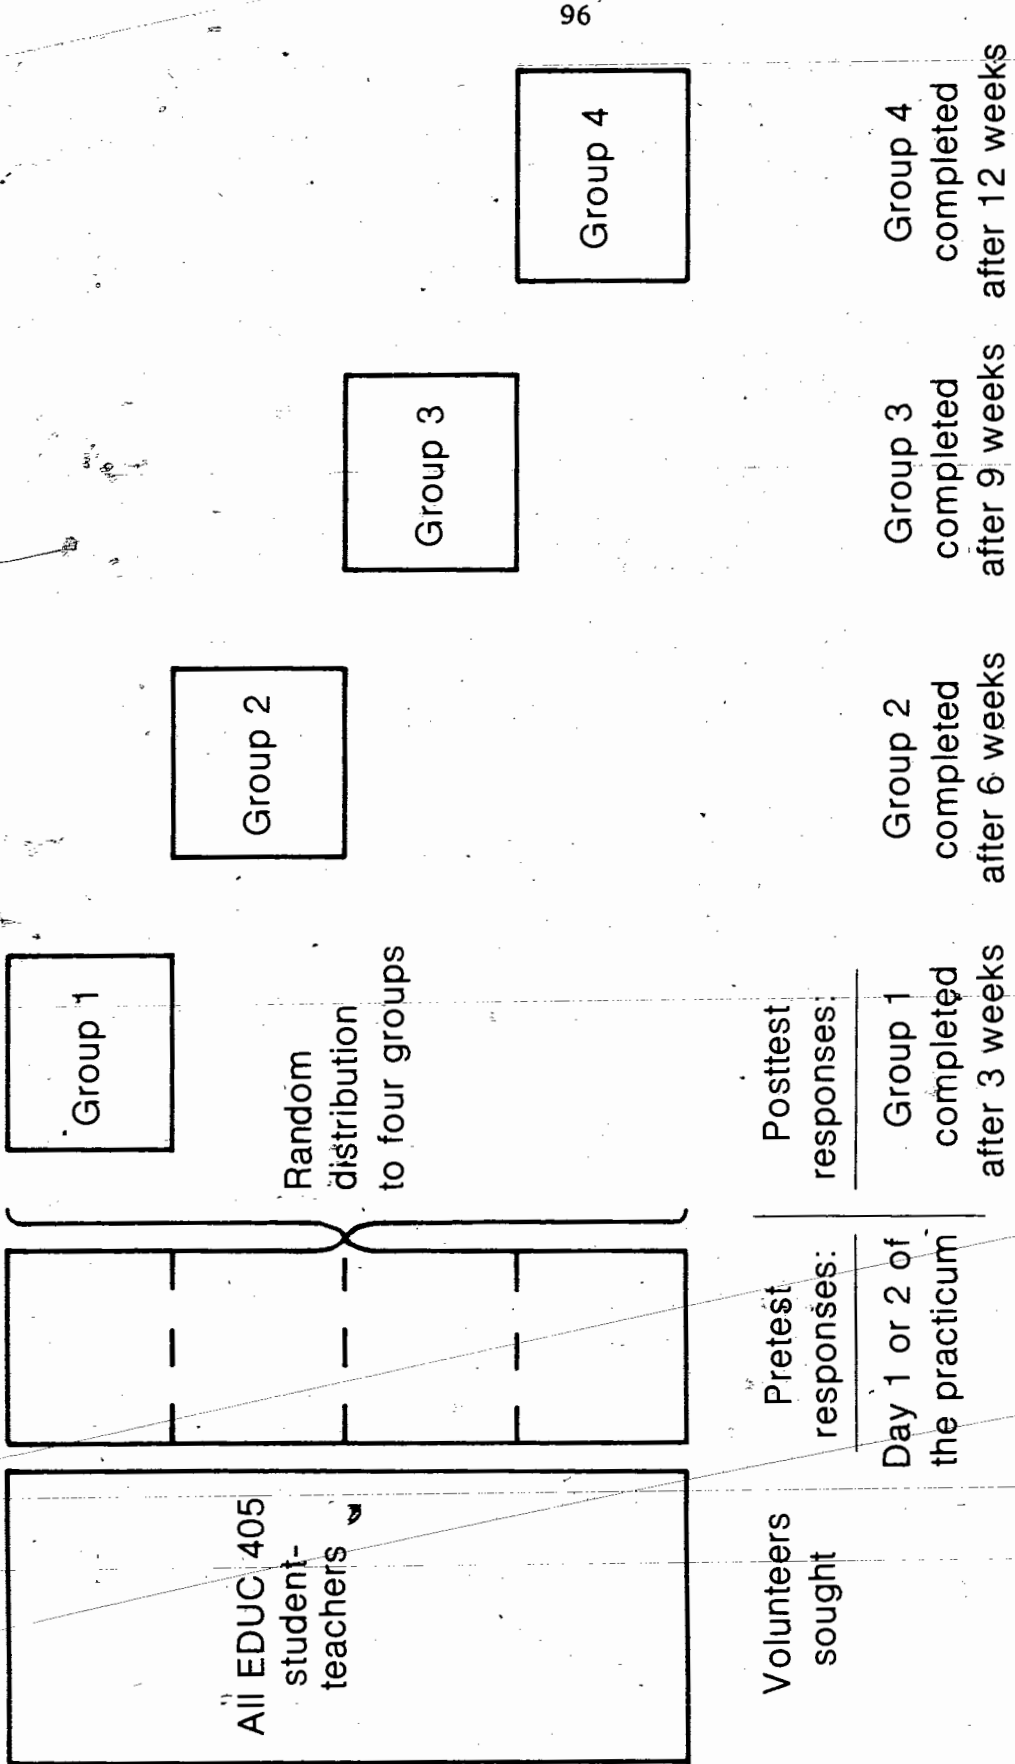 96
All EDUC 405
student-
teachers
Random
distribution
to four groups
Group 1
Group 2
Group 3
Group 4
Volunteers
sought
Pretest
responses:
Day 1 or 2 of
the practicum
Posttest
responses:
Group 1
completed
after 3 weeks
Group 2
completed
after 6 weeks
Group 3
completed
after 9 weeks
Group 4
completed
after 12 weeks